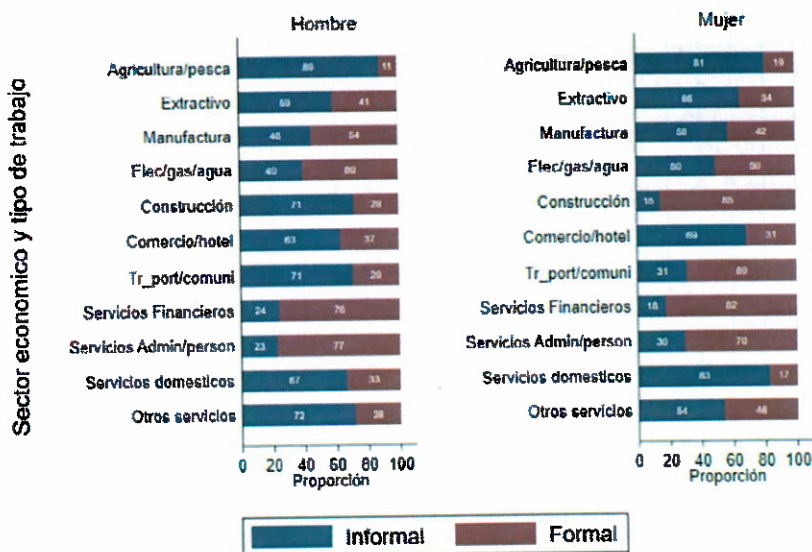 Hombre
Agricultura/pesca 89 11
Extractivo 59 41
Manufactura 46 54
Elec/gas/agua 40 60
Construcción 71 29
Comercio/hotel 63 37
Tr_port/comuni 71 29
Servicios Financieros 24 76
Servicios Admin/person 23 77
Servicios domesticos 67 33
Otros servicios 72 28
0 20 40 60 80 100
Proporción
Mujer
Agricultura/pesca 81 19
Extractivo 66 34
Manufactura 58 42
Elec/gas/agua 50 50
Construcción 15 85
Comercio/hotel 69 31
Tr_port/comuni 31 69
Servicios Financieros 18 82
Servicios Admin/person 30 70
Servicios domesticos 83 17
Otros servicios 54 46
0 20 40 60 80 100
Proporción
Sector economico y tipo de trabajo
Informal Formal